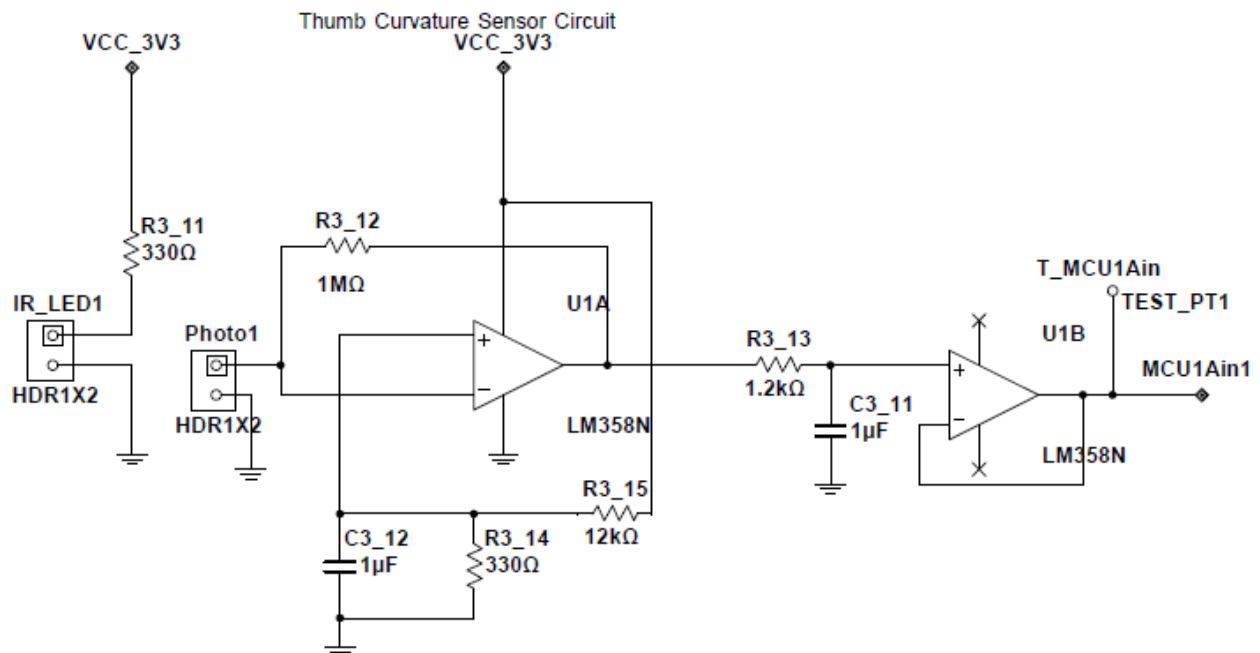 Thumb Curvature Sensor Circuit
VCC_3V3
VCC_3V3
R3_11
330Ω
IR_LED1
HDR1X2
Photo1
HDR1X2
R3_12
1MΩ
U1A
+
−
LM358N
R3_13
1.2kΩ
C3_11
1µF
T_MCU1Ain
TEST_PT1
U1B
+
−
MCU1Ain1
LM358N
R3_15
12kΩ
C3_12
1µF
R3_14
330Ω